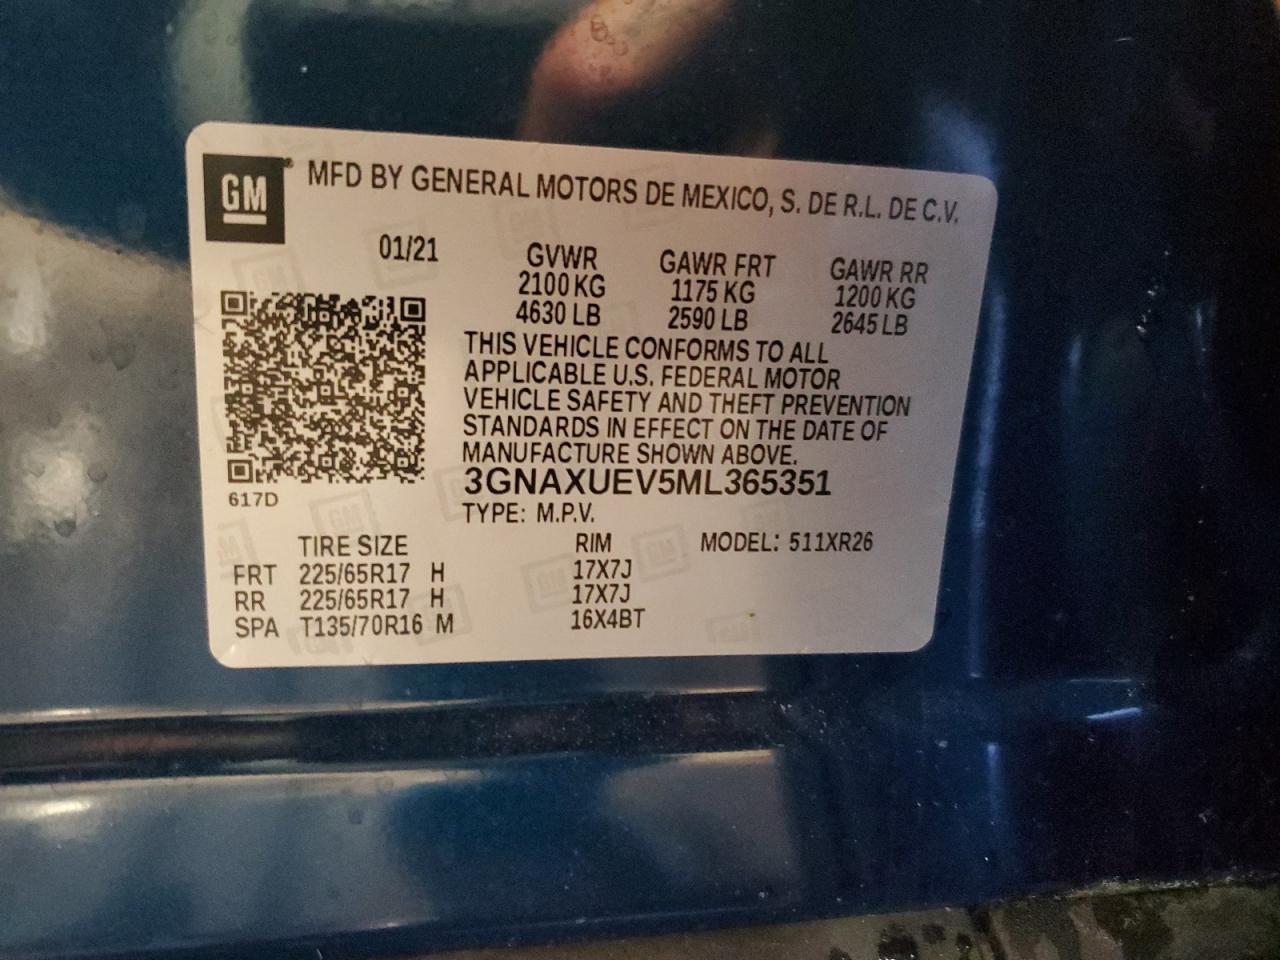 GM
MFD BY GENERAL MOTORS DE MEXICO, S. DE R.L. DE C.V.
01/21
GVWR GAWR FRT GAWR RR
2100 KG 1175 KG 1200 KG
4630 LB 2590 LB 2645 LB
THIS VEHICLE CONFORMS TO ALL
APPLICABLE U.S. FEDERAL MOTOR
VEHICLE SAFETY AND THEFT PREVENTION
STANDARDS IN EFFECT ON THE DATE OF
MANUFACTURE SHOWN ABOVE.
3GNAXUEV5ML365351
617D
TYPE: M.P.V.
TIRE SIZE RIM MODEL: 511XR26
FRT 225/65R17 H 17X7J
RR 225/65R17 H 17X7J
SPA T135/70R16 M 16X4BT